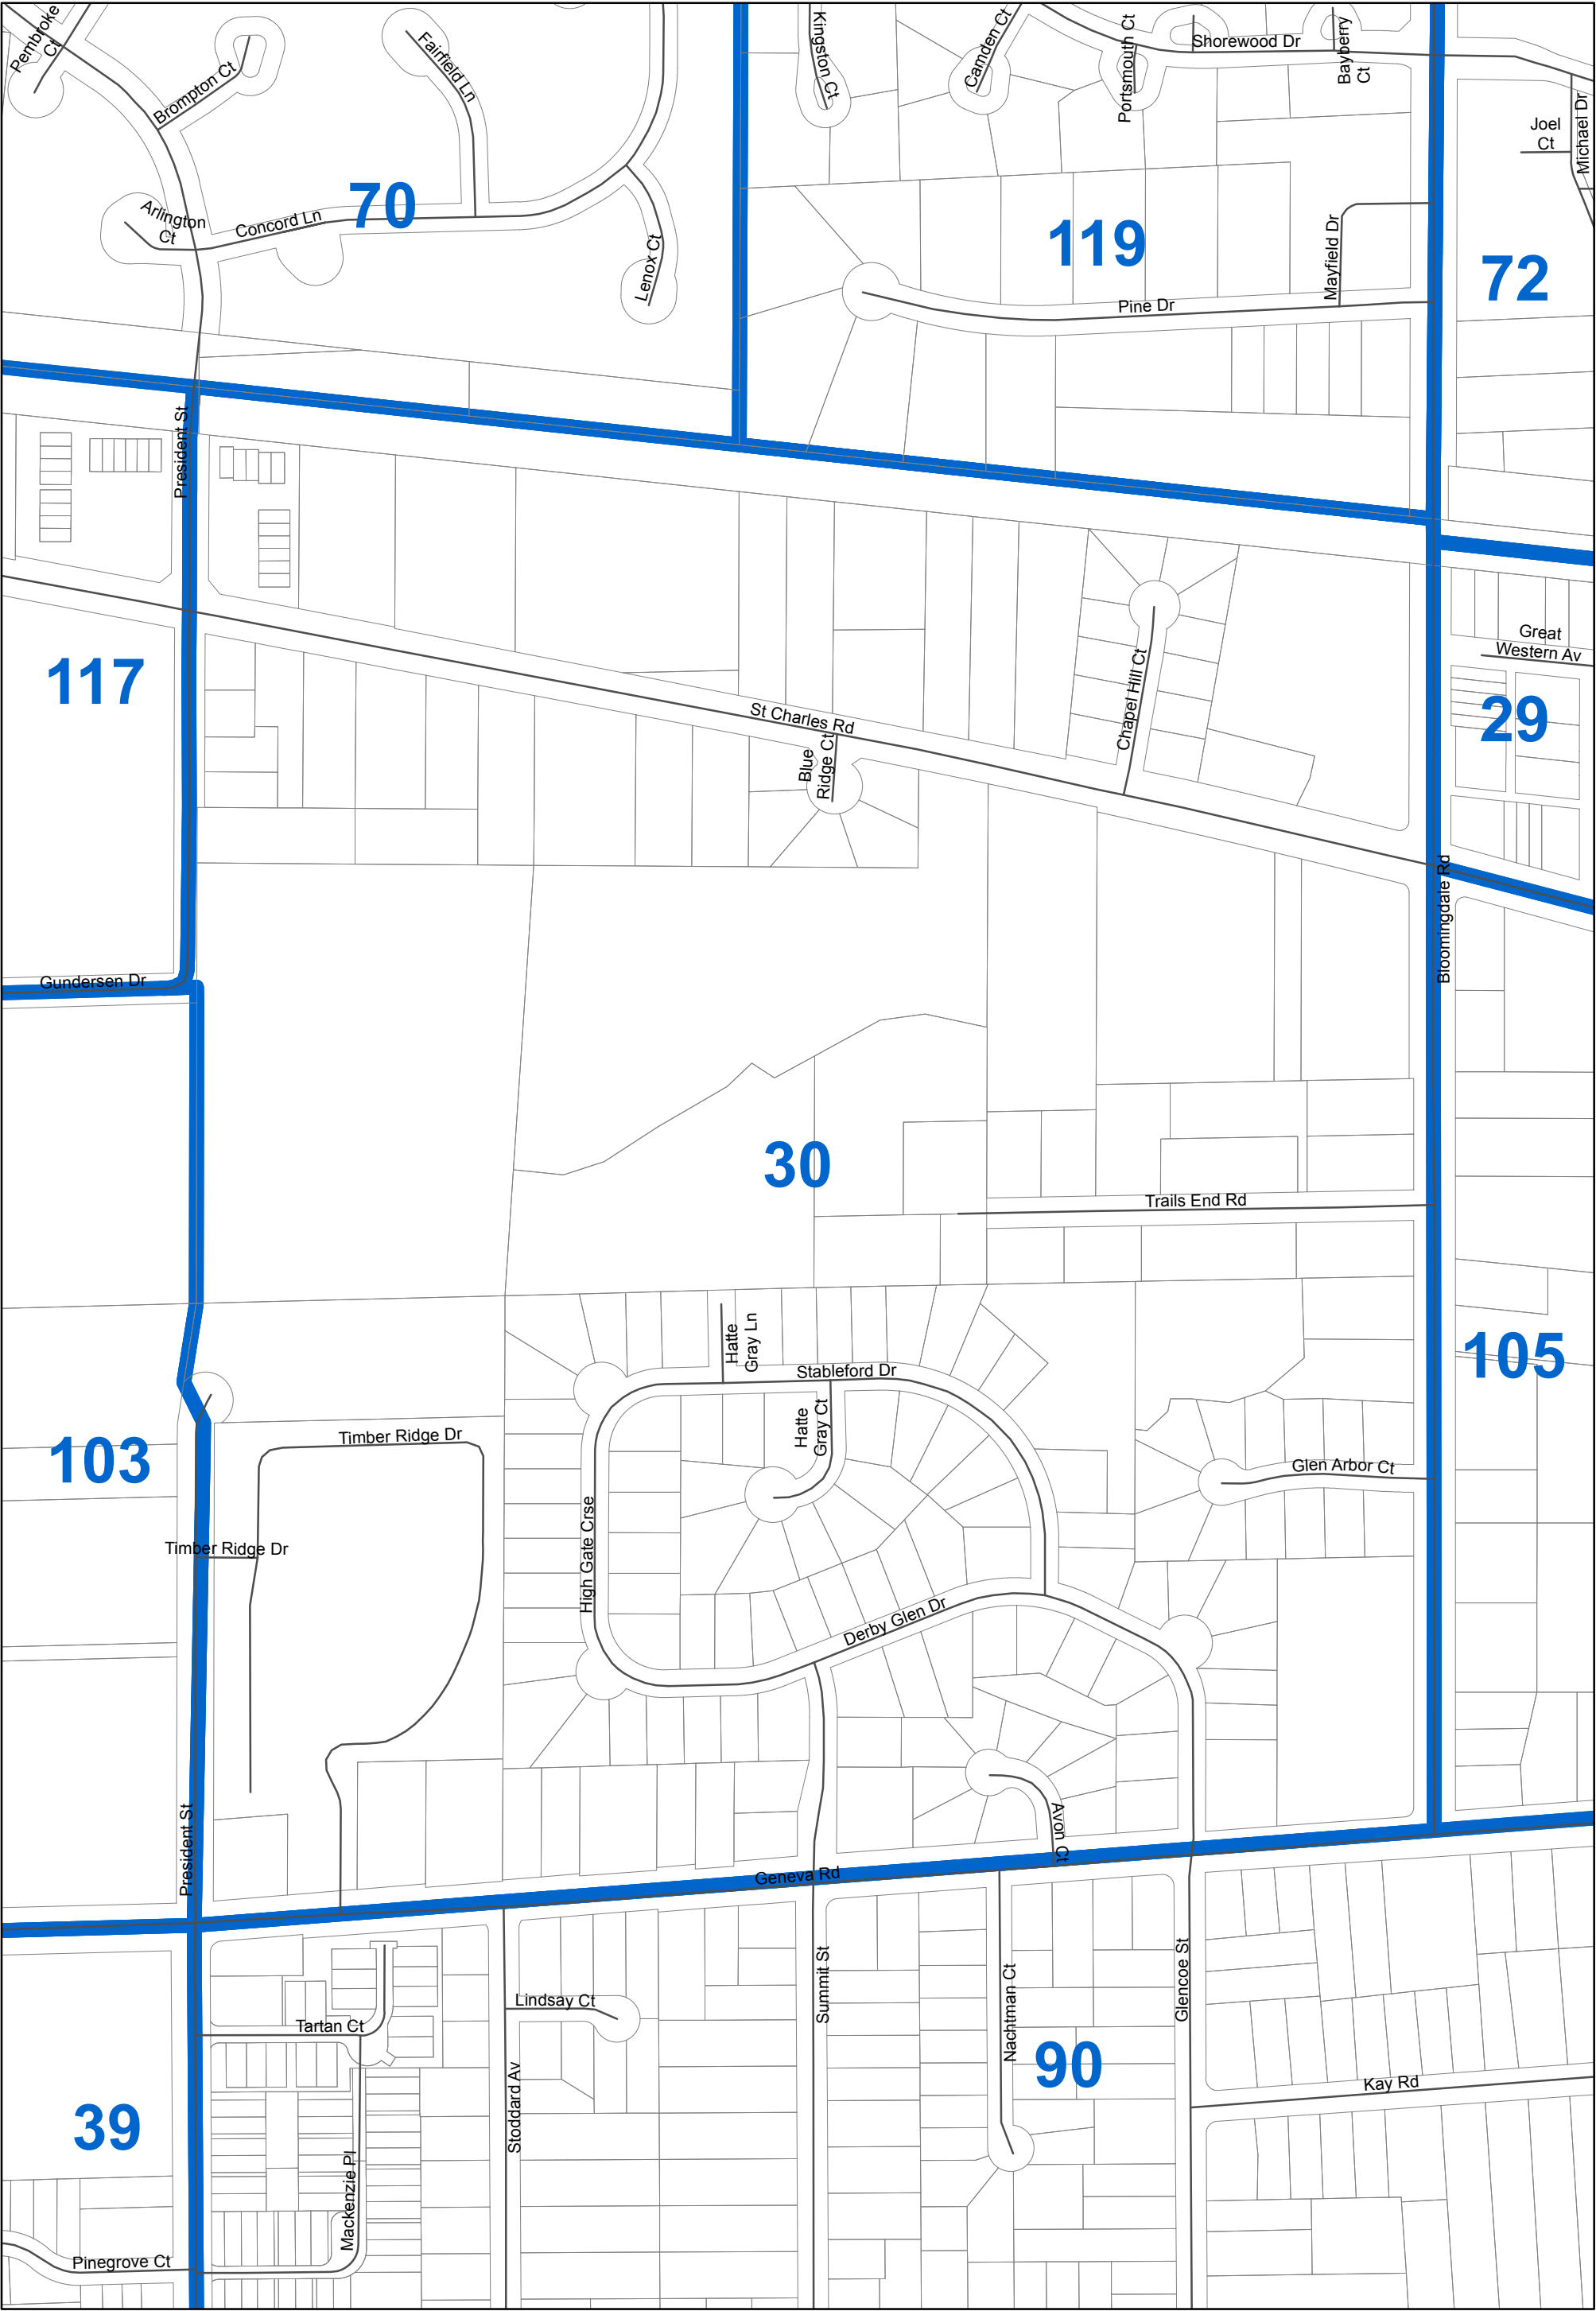 Pembroke
Ct
Brompton Ct
Fairfield Ln
Kingston Ct
Camden Ct
Portsmouth Ct
Shorewood Dr
Bayberry
Ct
Joel
Ct
Michael Dr
Arlington
Ct
Concord Ln
70
Lenox Ct
119
Mayfield Dr
72
Pine Dr
President St
117
Great
Western Av
29
St Charles Rd
Blue
Ridge Ct
Chapel Hill Ct
Bloomingdale Rd
Gundersen Dr
30
Trails End Rd
Hatte
Gray Ln
Stableford Dr
105
Hatte
Gray Ct
103
Timber Ridge Dr
Glen Arbor Ct
Timber Ridge Dr
High Gate Crse
Derby Glen Dr
President St
Avon Ct
Geneva Rd
Summit St
Nachtman Ct
Glencoe St
Lindsay Ct
Tartan Ct
90
Stoddard Av
Kay Rd
39
Mackenzie Pl
Pinegrove Ct